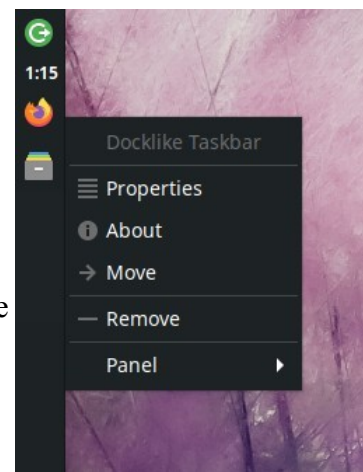 1:15
Docklike Taskbar
Properties
About
Move
e
Remove
Panel